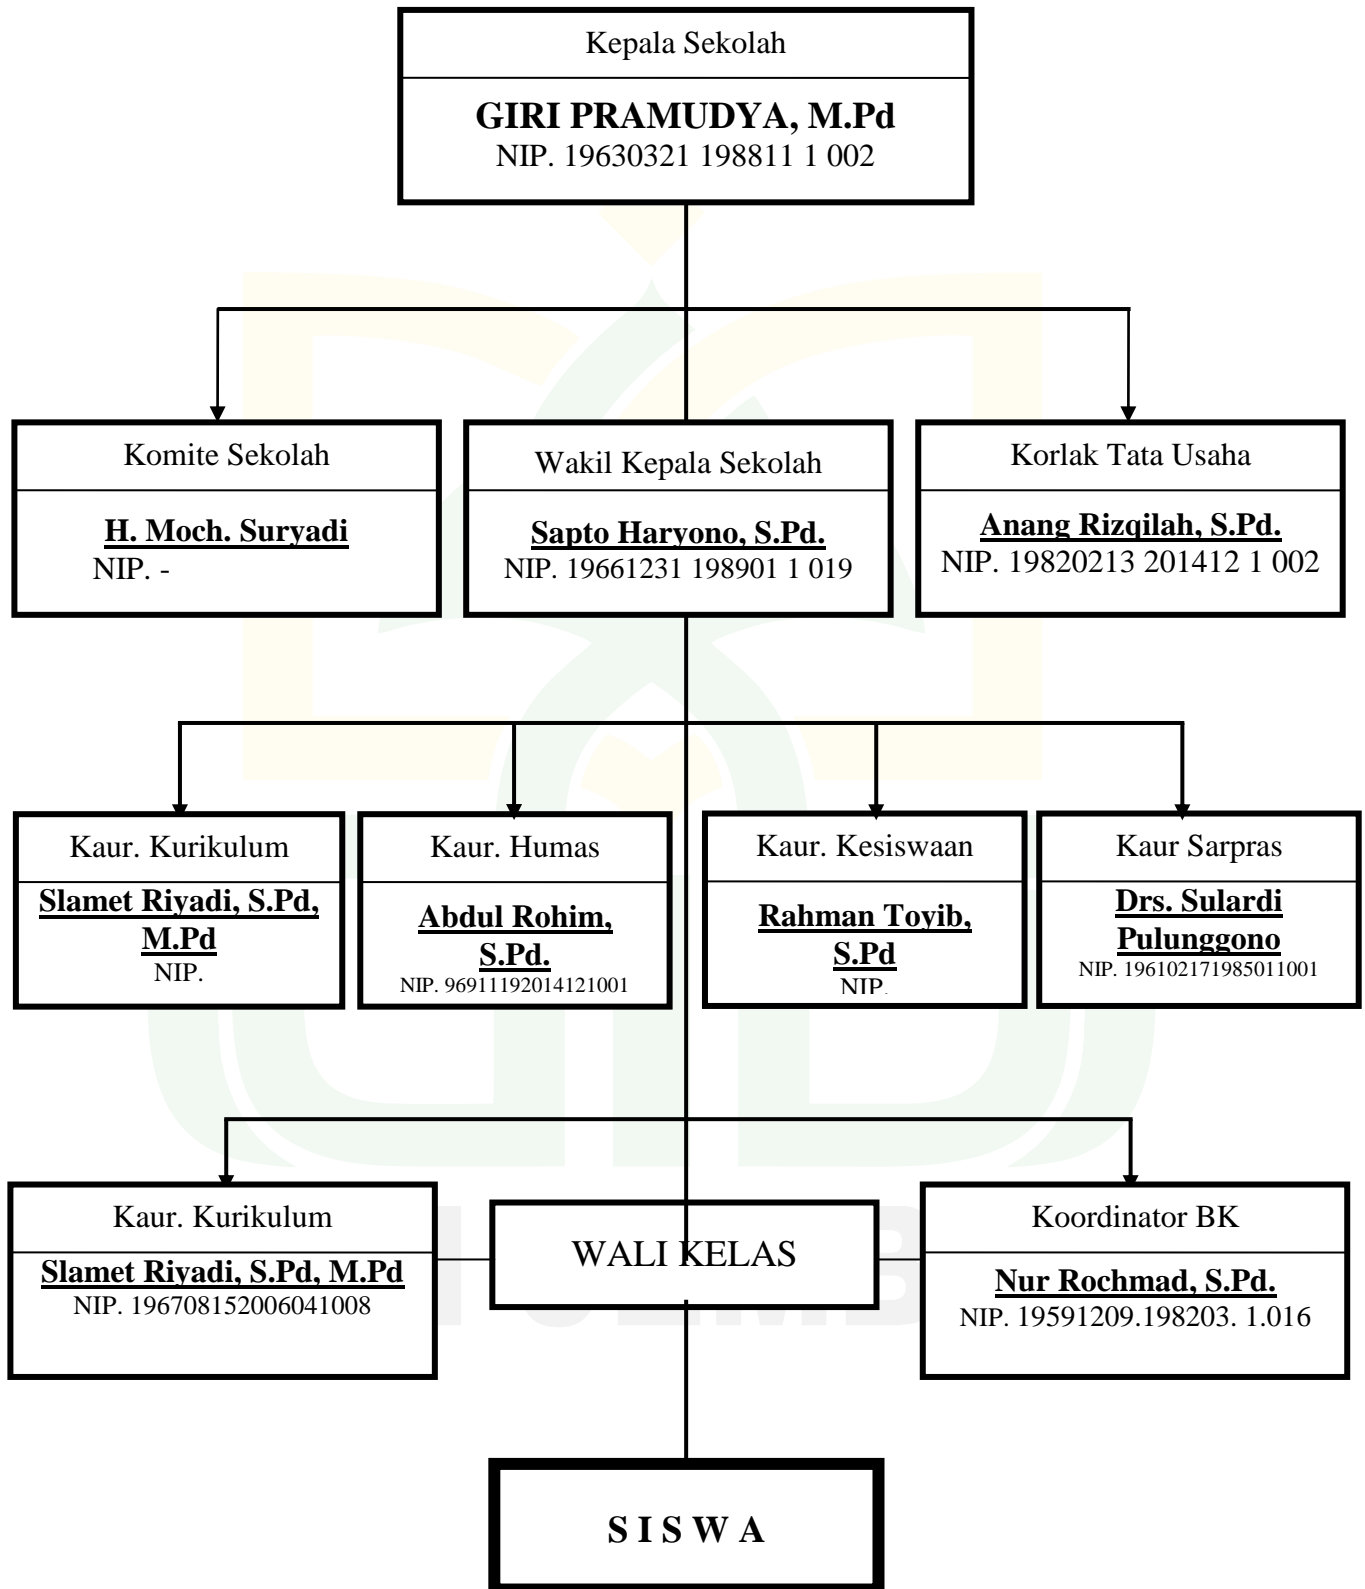 Kepala Sekolah
GIRI PRAMUDYA, M.Pd
NIP. 19630321 198811 1 002
Komite Sekolah
H. Moch. Suryadi
NIP. -
Wakil Kepala Sekolah
Sapto Haryono, S.Pd.
NIP. 19661231 198901 1 019
Korlak Tata Usaha
Anang Rizqilah, S.Pd.
NIP. 19820213 201412 1 002
Kaur. Kurikulum
Slamet Riyadi, S.Pd,
M.Pd
NIP.
Kaur. Humas
Abdul Rohim,
S.Pd.
NIP. 96911192014121001
Kaur. Kesiswaan
Rahman Toyib,
S.Pd
NIP.
Kaur Sarpras
Drs. Sulardi
Pulunggono
NIP. 196102171985011001
Kaur. Kurikulum
Slamet Riyadi, S.Pd, M.Pd
NIP. 196708152006041008
WALI KELAS
Koordinator BK
Nur Rochmad, S.Pd.
NIP. 19591209.198203. 1.016
S I S W A